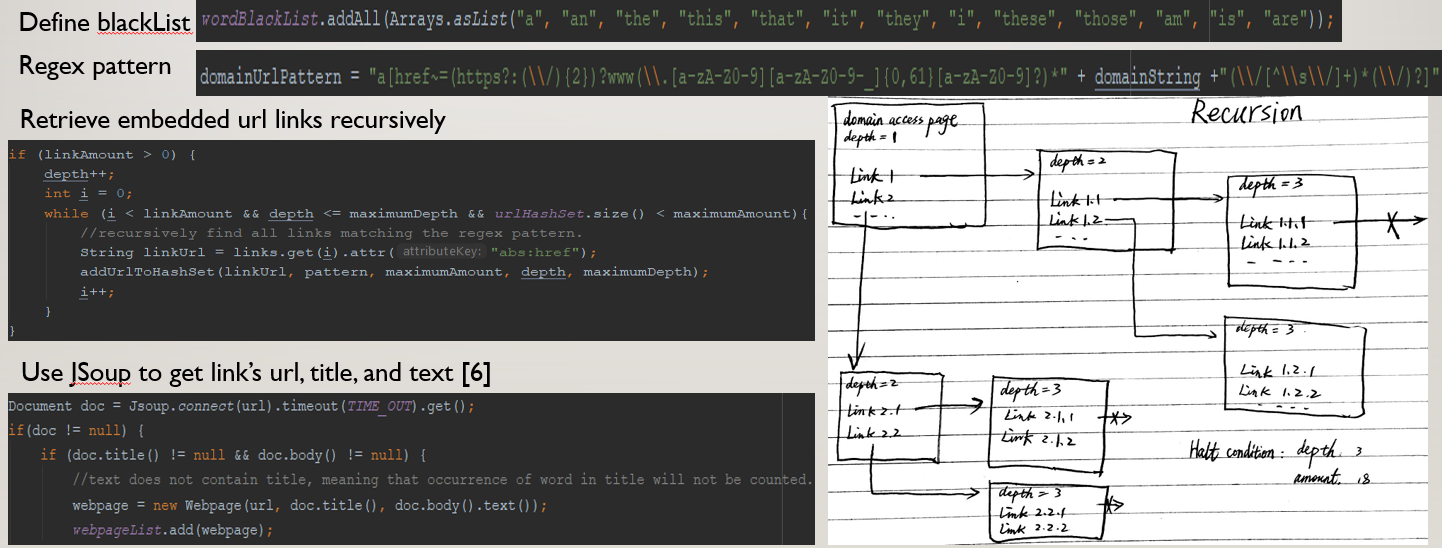 Define blackList
wordBlackList.addAll(Arrays.asList("a", "an", "the", "this", "that", "it", "they", "i", "these", "those", "am", "is", "are"));
Regex pattern
domainUrlPattern = "a[href~=(https?:(\\/){2})?www(\\.[a-zA-Z0-9][a-zA-Z0-9-_]{0,61}[a-zA-Z0-9]?)*" + domainString +"(\\/[^\\s\\/]+)*(\\/)?]"
Retrieve embedded url links recursively
if (linkAmount > 0) {
depth++;
int i = 0;
while (i < linkAmount && depth <= maximumDepth && urlHashSet.size() < maximumAmount){
//recursively find all links matching the regex pattern.
String linkUrl = links.get(i).attr( attributeKey: "abs:href");
addUrlToHashSet(linkUrl, pattern, maximumAmount, depth, maximumDepth);
i++;
}
}
Use JSoup to get link's url, title, and text [6]
Document doc = Jsoup.connect(url).timeout(TIME_OUT).get();
if(doc != null) {
if (doc.title() != null && doc.body() != null) {
//text does not contain title, meaning that occurrence of word in title will not be counted.
webpage = new Webpage(url, doc.title(), doc.body().text());
webpageList.add(webpage);
Recursion
domain access page
depth = 1
Link 1
Link 2
depth = 2
Link 1.1
Link 1.2
depth = 3
Link 1.1.1
Link 1.1.2
depth = 3
Link 1.2.1
Link 1.2.2
depth = 2
Link 2.1
Link 2.2
depth = 3
Link 2.1.1
Link 2.1.2
depth = 3
Link 2.2.1
Link 2.2.2
Halt condition: depth 3
amount. 18